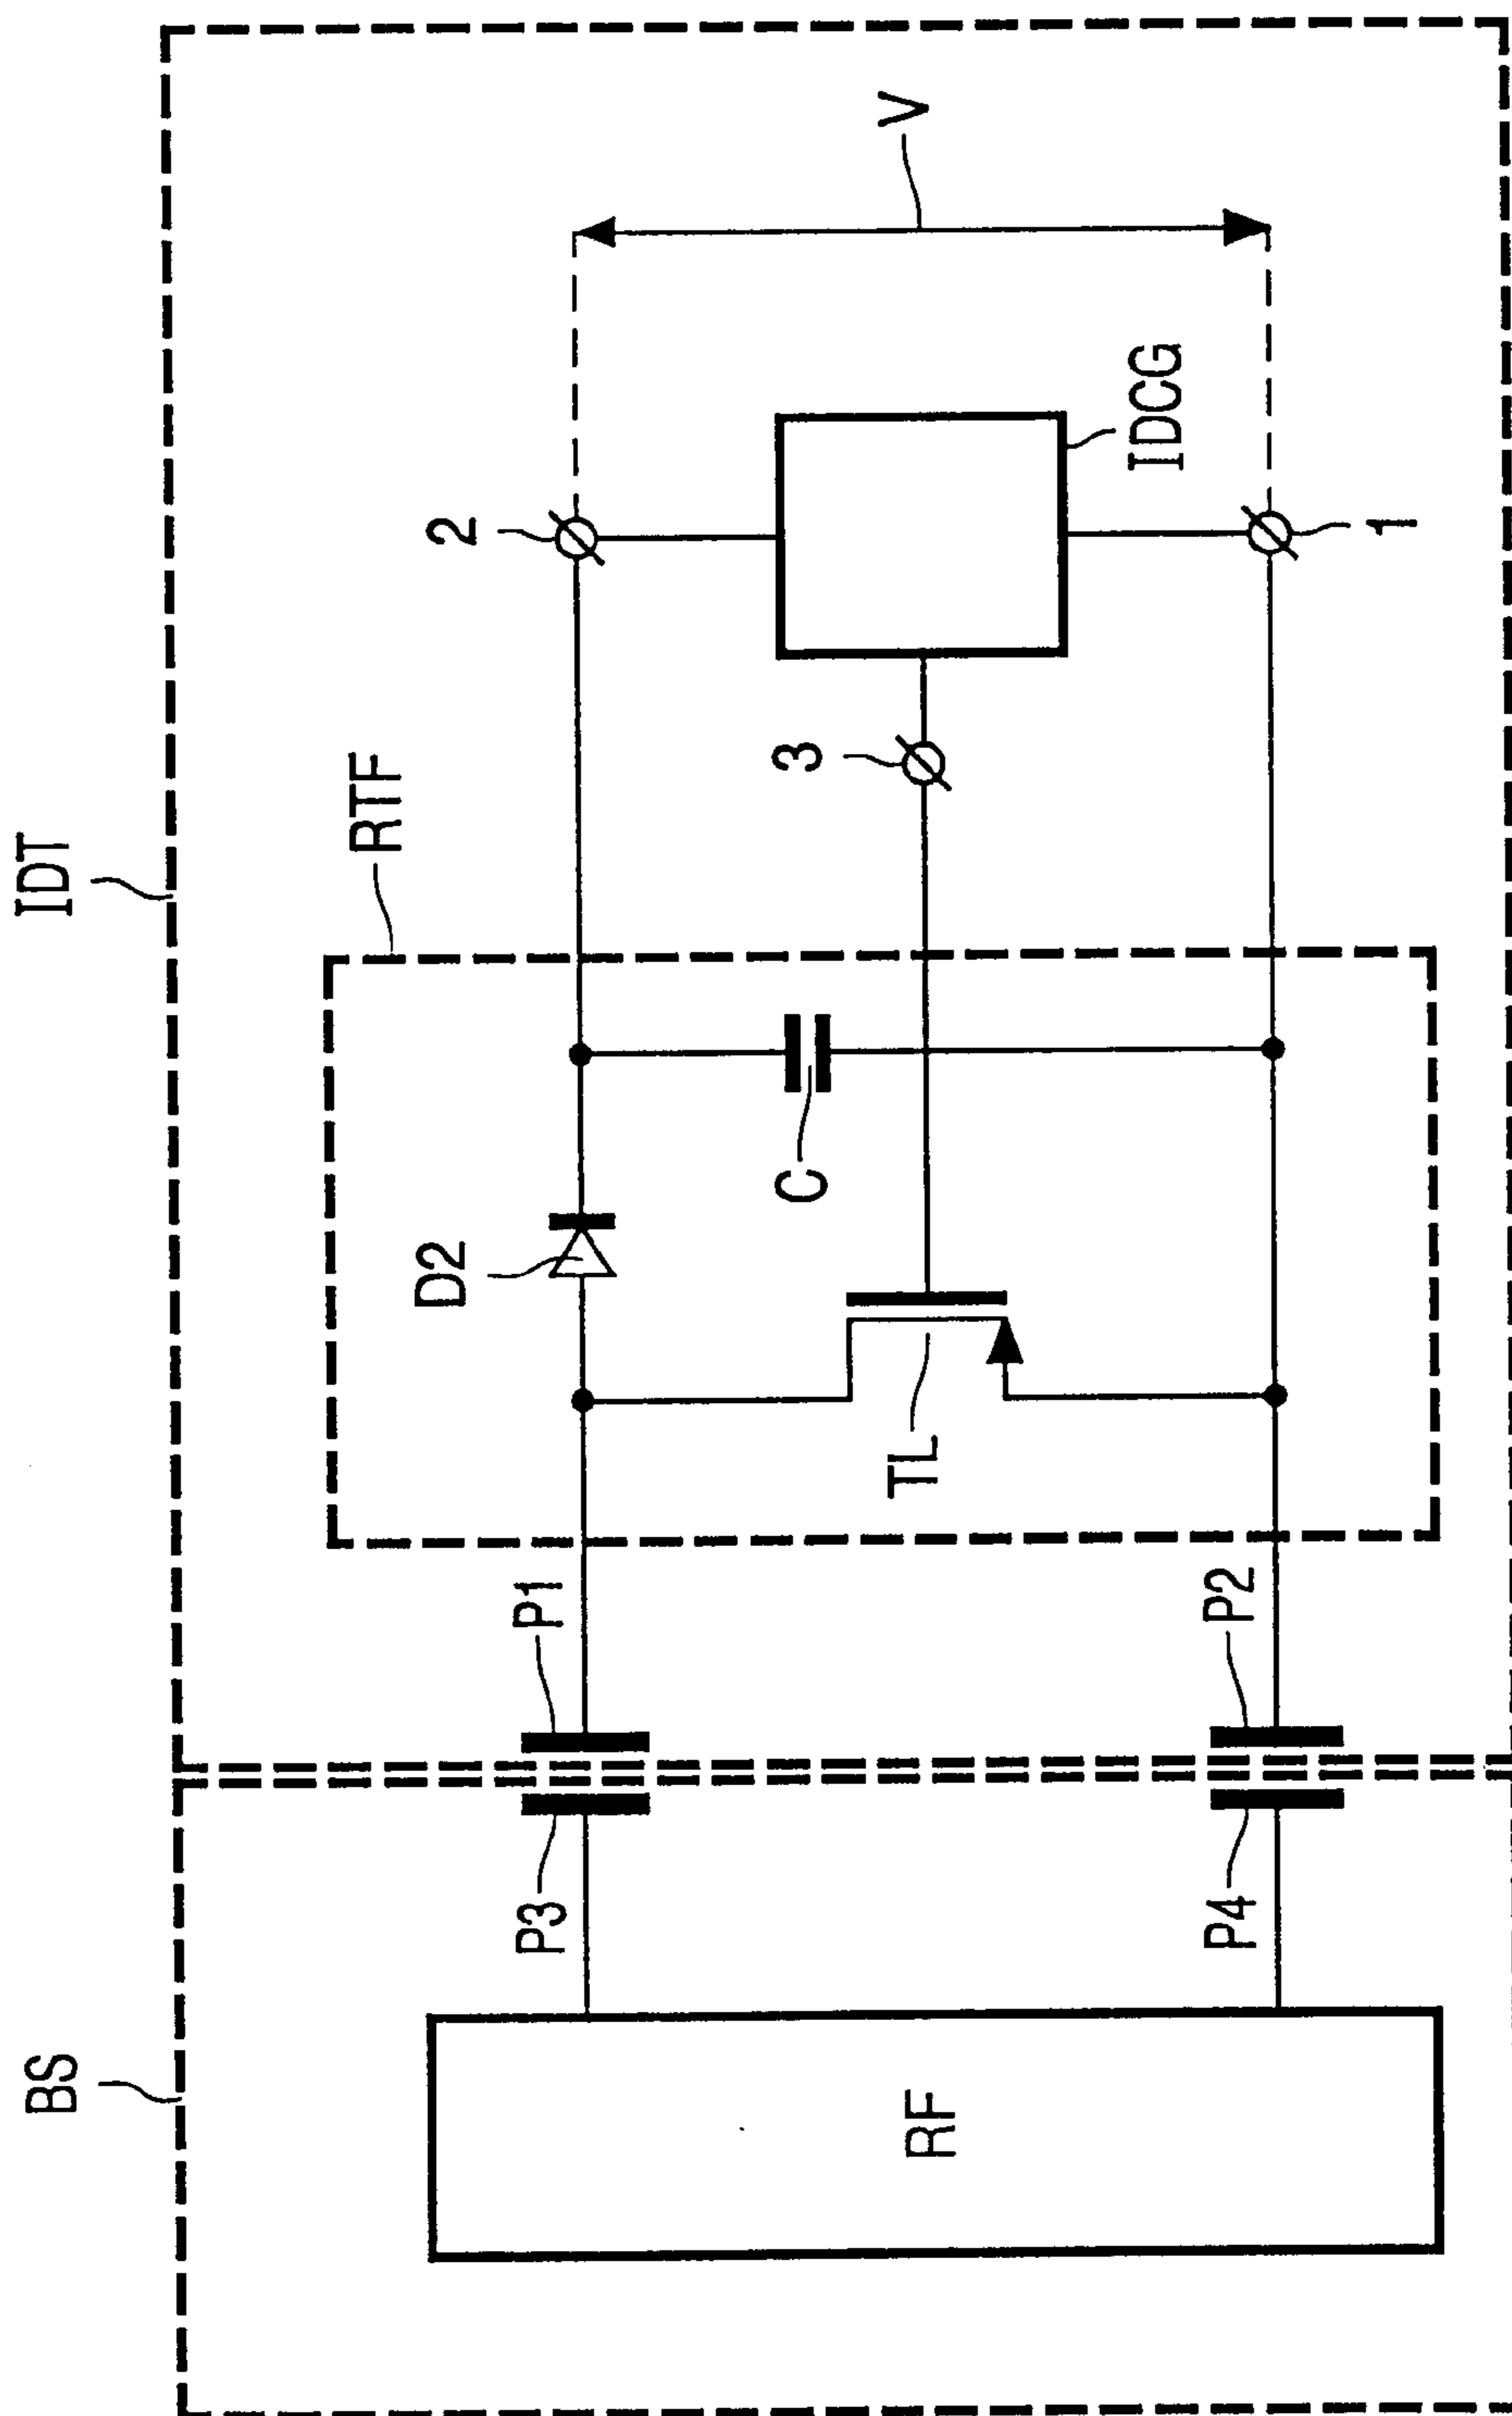 BS
IDT
RTF
RF
P3
P1
P4
P2
D2
TL
C
3
2
1
IDCG
V